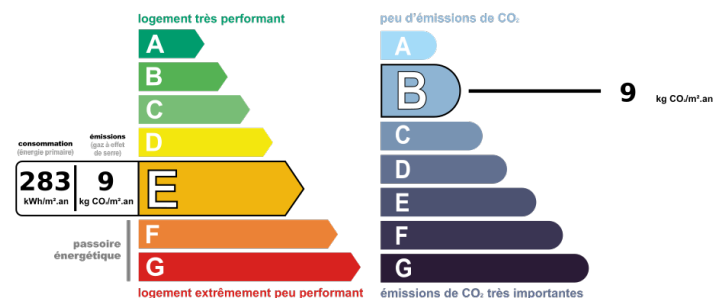 logement très performant
A
B
C
D
consommation
(énergie primaire)
émissions
(gaz à effet
de serre)
283
kWh/m².an
9
kg CO₂/m².an
E
F
G
passoire
énergétique
logement extrêmement peu performant
peu d'émissions de CO₂
A
B
9
kg CO₂/m².an
C
D
E
F
G
émissions de CO₂ très importantes